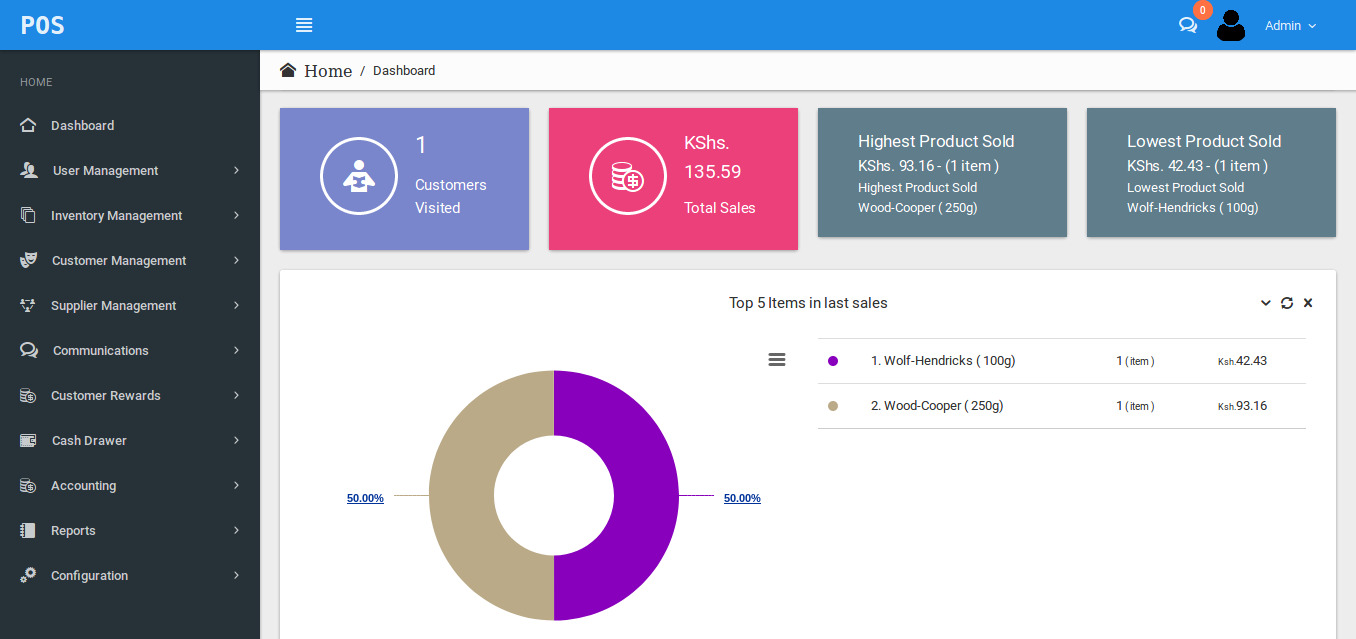 POS
0
Admin
HOME
Dashboard
User Management
Inventory Management
Customer Management
Supplier Management
Communications
Customer Rewards
Cash Drawer
Accounting
Reports
Configuration
Home / Dashboard
1
Customers
Visited
KShs.
135.59
Total Sales
Highest Product Sold
KShs. 93.16 - (1 item )
Highest Product Sold
Wood-Cooper ( 250g)
Lowest Product Sold
KShs. 42.43 - (1 item )
Lowest Product Sold
Wolf-Hendricks ( 100g)
Top 5 Items in last sales
50.00%
50.00%
1. Wolf-Hendricks ( 100g) 1 ( item ) Ksh.42.43
2. Wood-Cooper ( 250g) 1 ( item ) Ksh.93.16